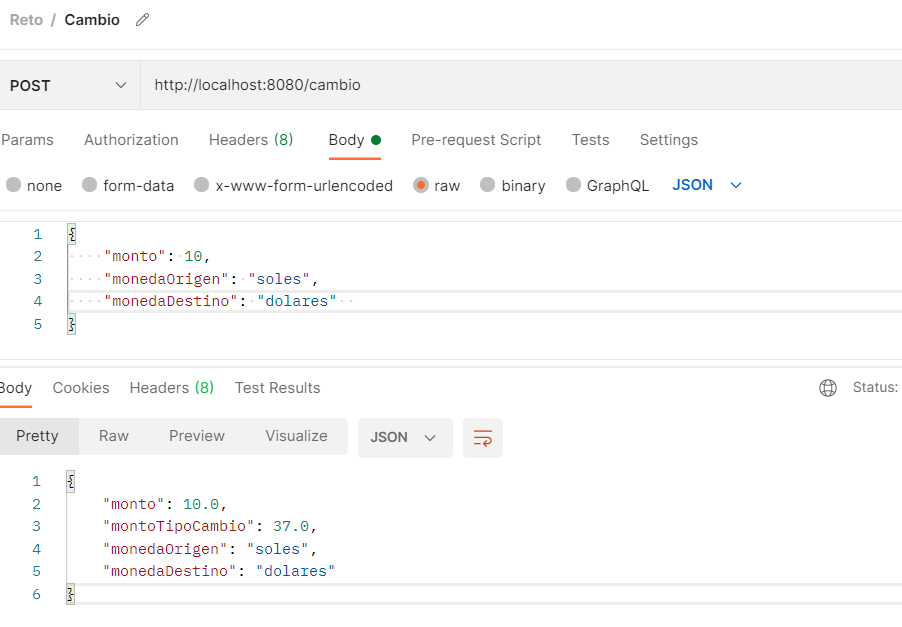 Reto / Cambio
POST http://localhost:8080/cambio
Params Authorization Headers (8) Body Pre-request Script Tests Settings
none form-data x-www-form-urlencoded raw binary GraphQL JSON
1 {
2 "monto": 10,
3 "monedaOrigen": "soles",
4 "monedaDestino": "dolares"
5 }
Body Cookies Headers (8) Test Results Status:
Pretty Raw Preview Visualize JSON
1 {
2 "monto": 10.0,
3 "montoTipoCambio": 37.0,
4 "monedaOrigen": "soles",
5 "monedaDestino": "dolares"
6 }